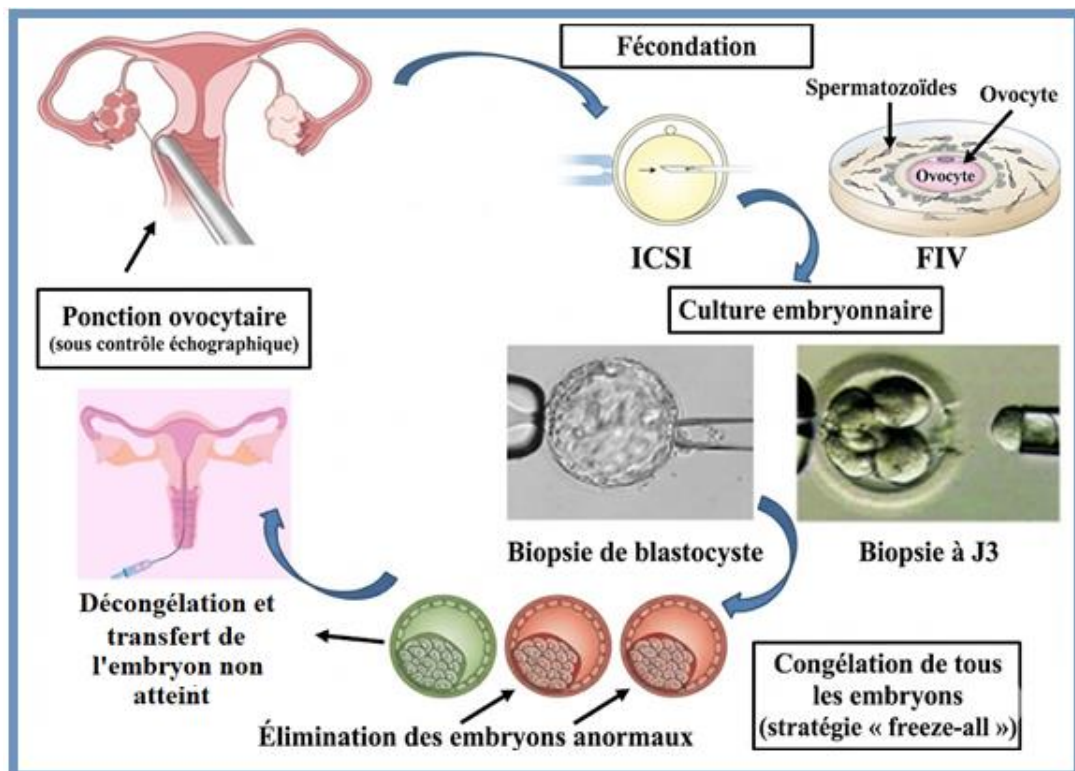 Fécondation
Spermatozoïdes
Ovocyte
Ovocyte
ICSI
FIV
Ponction ovocytaire
(sous contrôle échographique)
Culture embryonnaire
Biopsie de blastocyste
Biopsie à J3
Décongélation et
transfert de
l'embryon non
atteint
Élimination des embryons anormaux
Congélation de tous
les embryons
(stratégie « freeze-all »)